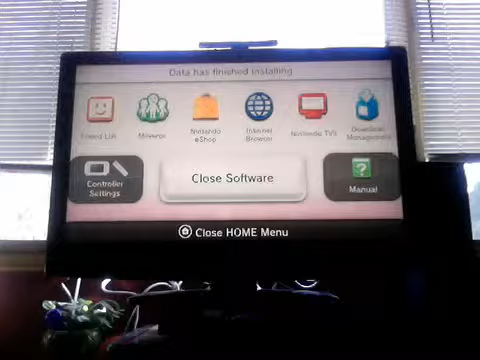 Data has finished installing
Friend List
Miiverse
Nintendo
eShop
Internet
Browser
Nintendo TVii
Download
Management
Controller
Settings
Close Software
Manual
Close HOME Menu